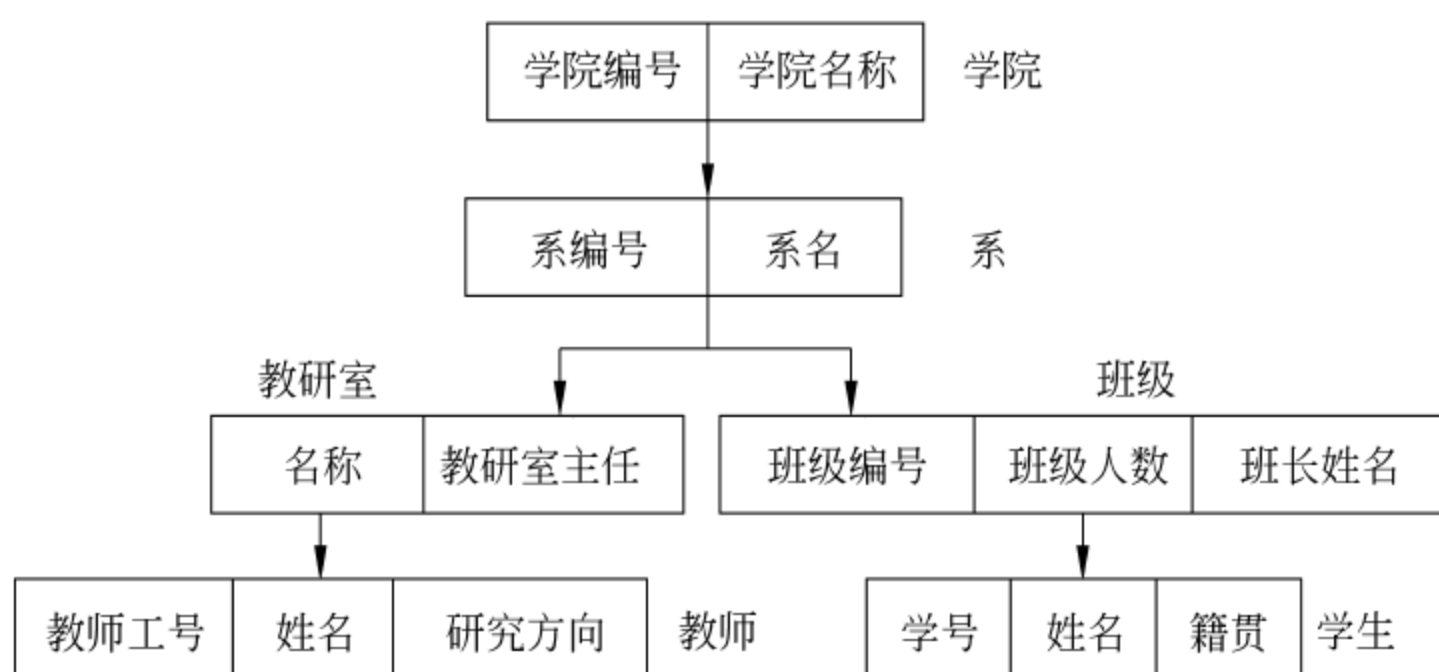 学院编号 学院名称 学院
系编号 系名 系
教研室 班级
名称 教研室主任 班级编号 班级人数 班长姓名
教师工号 姓名 研究方向 教师 学号 姓名 籍贯 学生